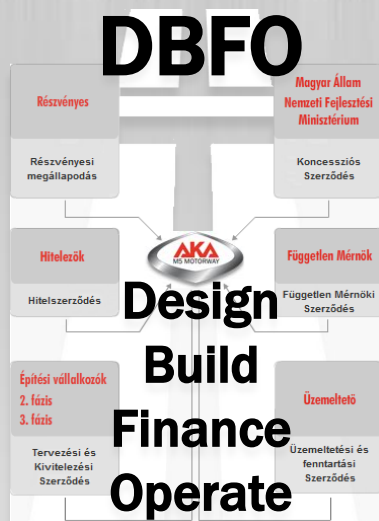 DBFO
Részvényes
Részvényesi
megállapodás
Magyar Állam
Nemzeti Fejlesztési
Minisztérium
Koncessziós
Szerződés
Hitelezők
Hitelszerződés
AKA
M5 MOTORWAY
Független Mérnök
Független Mérnöki
Szerződés
Design
Build
Finance
Operate
Építési vállalkozók
2. fázis
3. fázis
Tervezési és
Kivitelezési
Szerződés
Üzemeltető
Üzemeltetési és
fenntartási
Szerződés